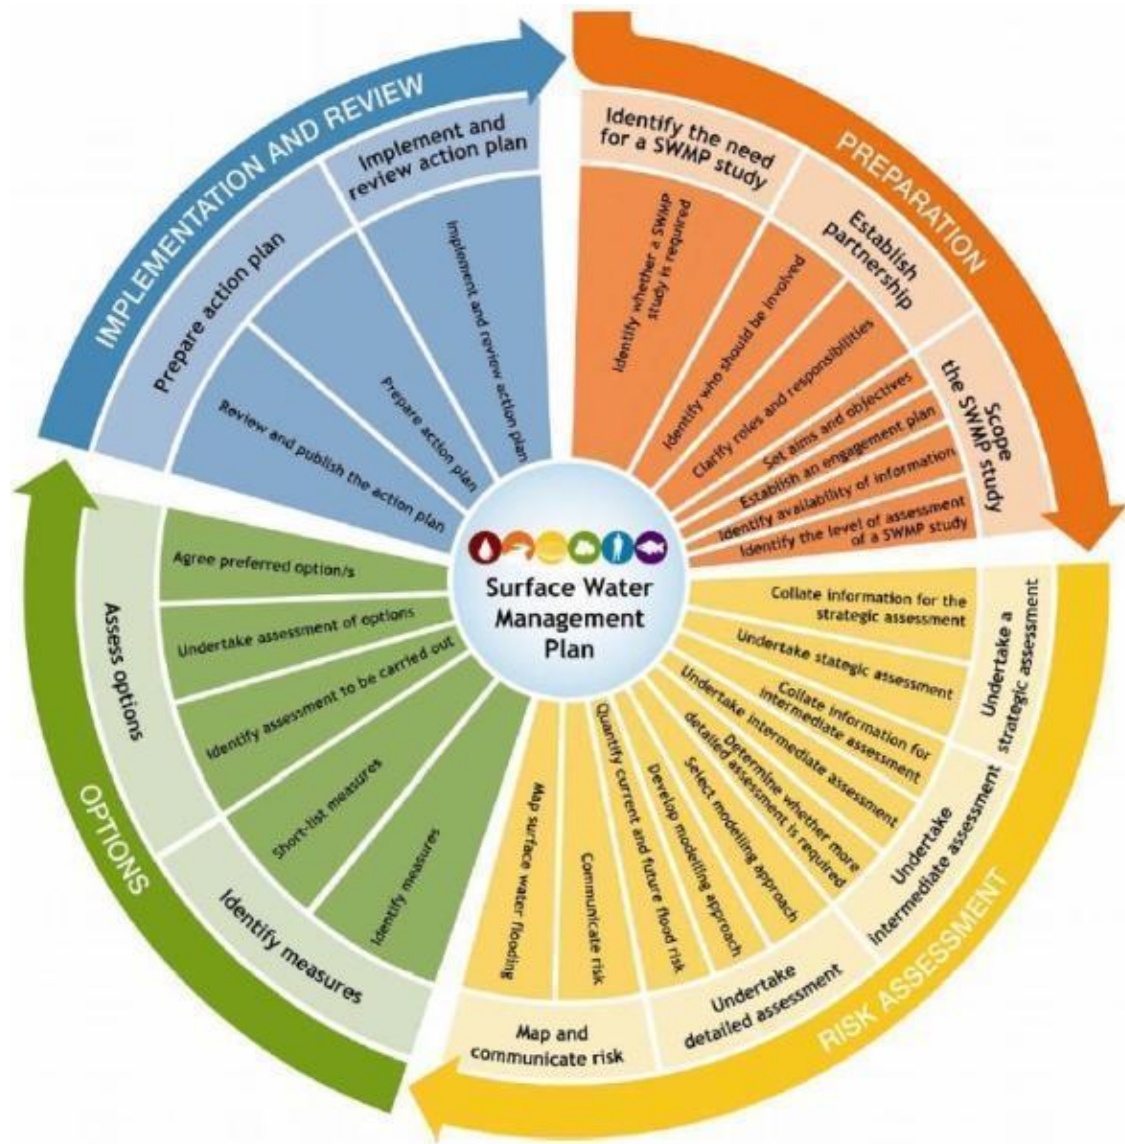 Surface Water
Management
Plan
PREPARATION
Identify the need
for a SWMP study
Identify whether a SWMP
study is required
Establish
partnership
Identify who should be involved
Clarify roles and responsibilities
Scope
the SWMP study
Set aims and objectives
Establish an engagement plan
Identify availability of information
Identify the level of assessment
of a SWMP study
RISK ASSESSMENT
Undertake a
strategic assessment
Collate information for the
strategic assessment
Undertake stategic assessment
Undertake
intermediate assessment
Collate information for
intermediate assessment
Undertake intermediate assessment
Determine whether more
detailed assessment is required
Undertake
detailed assessment
Select modelling approach
Develop modelling approach
Quantify current and future flood risk
Map and
communicate risk
Communicate risk
Map surface water flooding
OPTIONS
Identify measures
Identify measures
Short-list measures
Assess options
Identify assessment to be carried out
Undertake assessment of options
Agree preferred option/s
IMPLEMENTATION AND REVIEW
Prepare action plan
Review and publish the action plan
Prepare action plan
Implement and
review action plan
Implement and review action plan